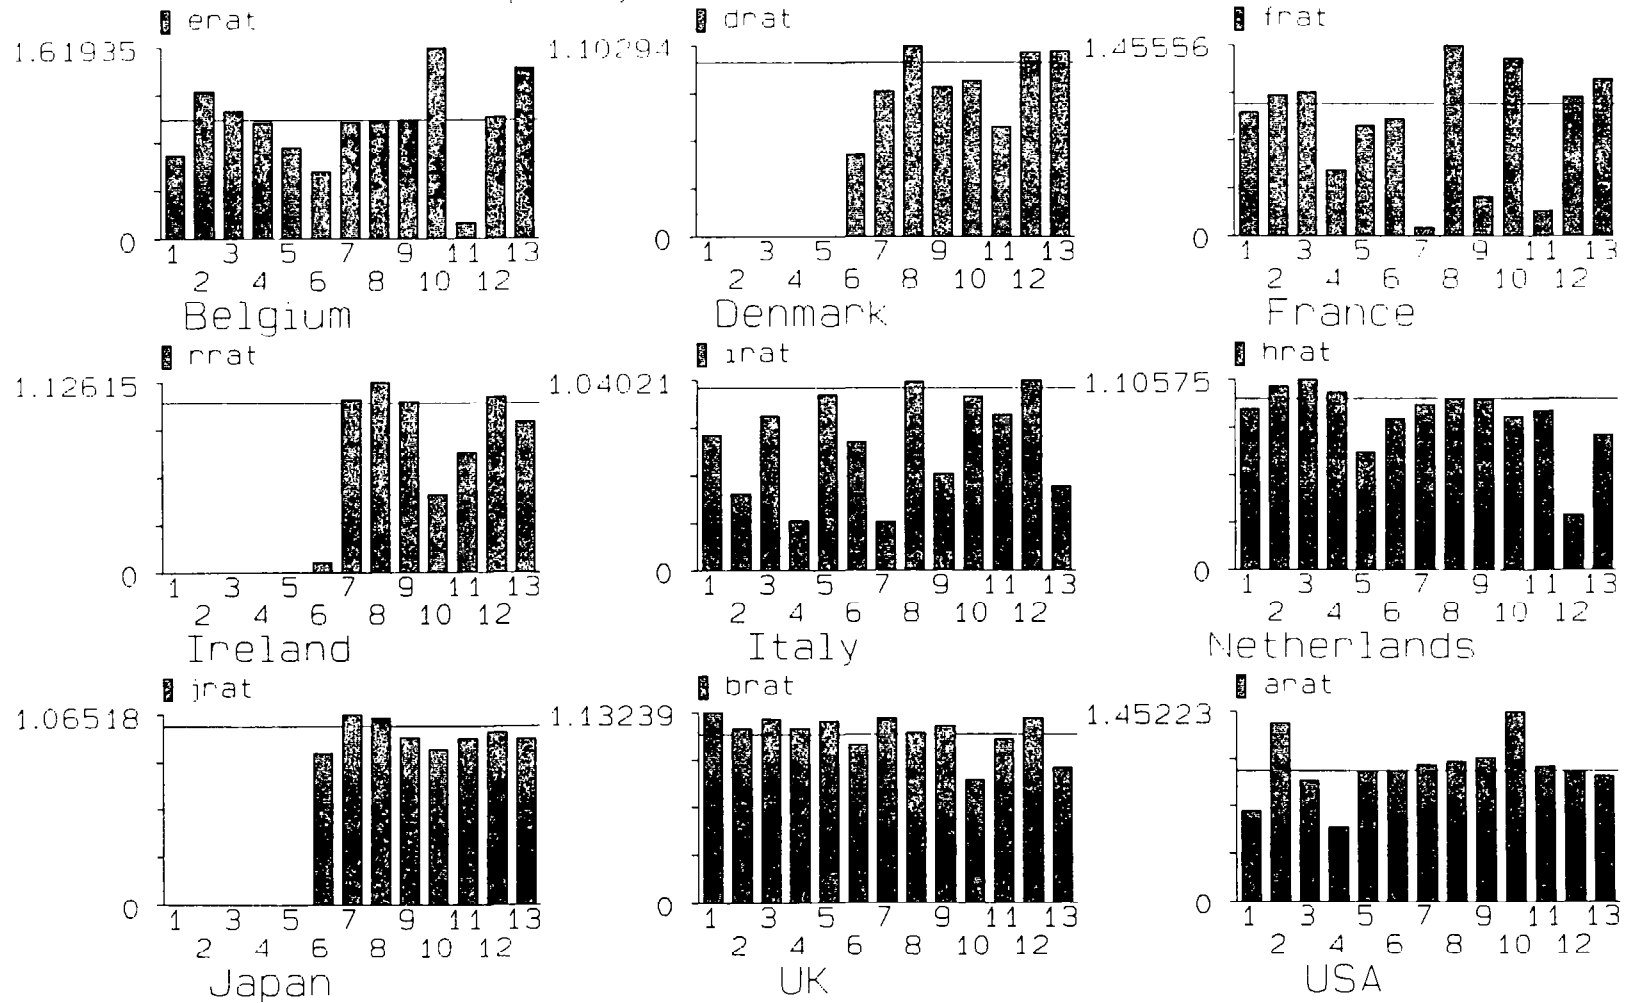 erat
1.61935
0
1 3 5 7 9 11 13
2 4 6 8 10 12
Belgium
drat
1.10294
0
1 3 5 7 9 11 13
2 4 6 8 10 12
Denmark
frat
1.45556
0
1 3 5 7 9 11 13
2 4 6 8 10 12
France
rrat
1.12615
0
1 3 5 7 9 11 13
2 4 6 8 10 12
Ireland
irat
1.04021
0
1 3 5 7 9 11 13
2 4 6 8 10 12
Italy
hrat
1.10575
0
1 3 5 7 9 11 13
2 4 6 8 10 12
Netherlands
jrat
1.06518
0
1 3 5 7 9 11 13
2 4 6 8 10 12
Japan
brat
1.13239
0
1 3 5 7 9 11 13
2 4 6 8 10 12
UK
arat
1.45223
0
1 3 5 7 9 11 13
2 4 6 8 10 12
USA